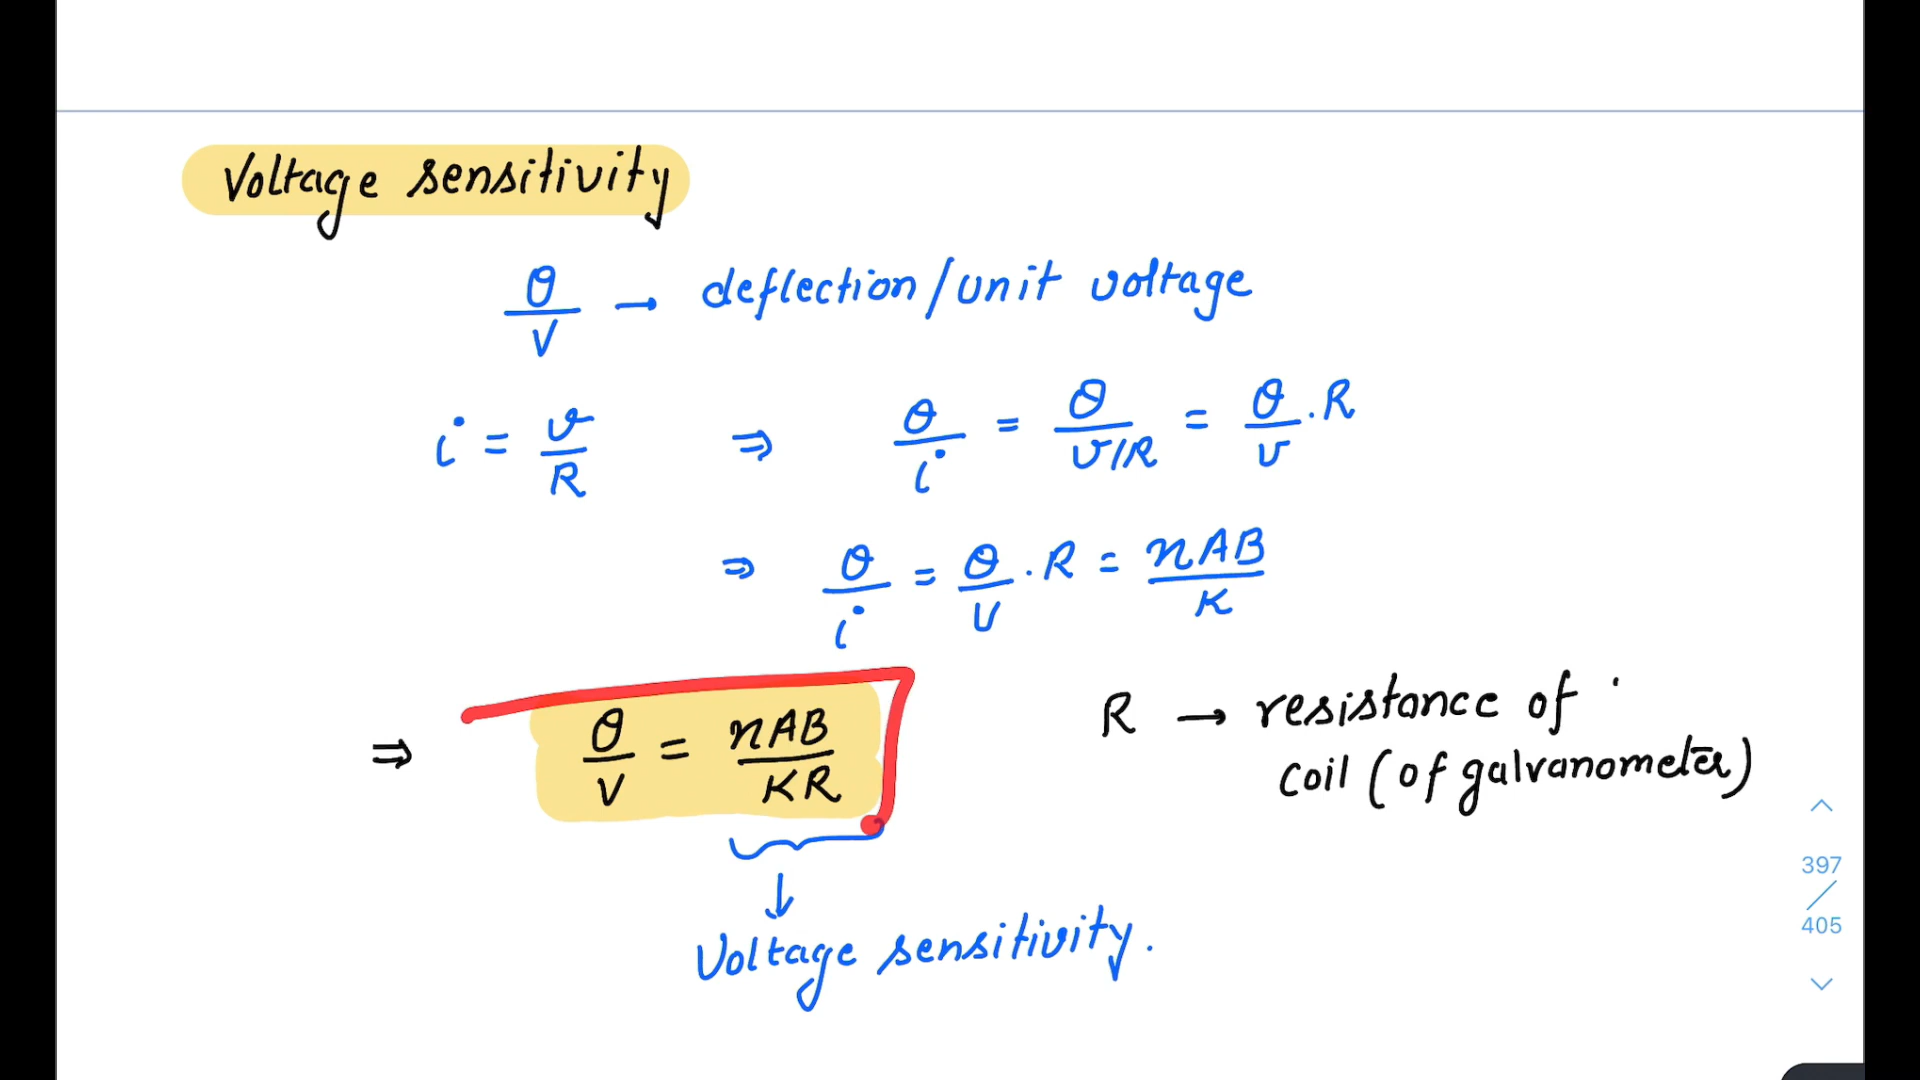 Voltage sensitivity
θ/V → deflection/unit voltage
i = v/R ⇒ θ/i = θ/(v/R) = θ/v . R
⇒ θ/i = θ/v . R = nAB/K
⇒ θ/v = nAB/KR
R → resistance of
coil (of galvanometer)
Voltage sensitivity.
397
/
405